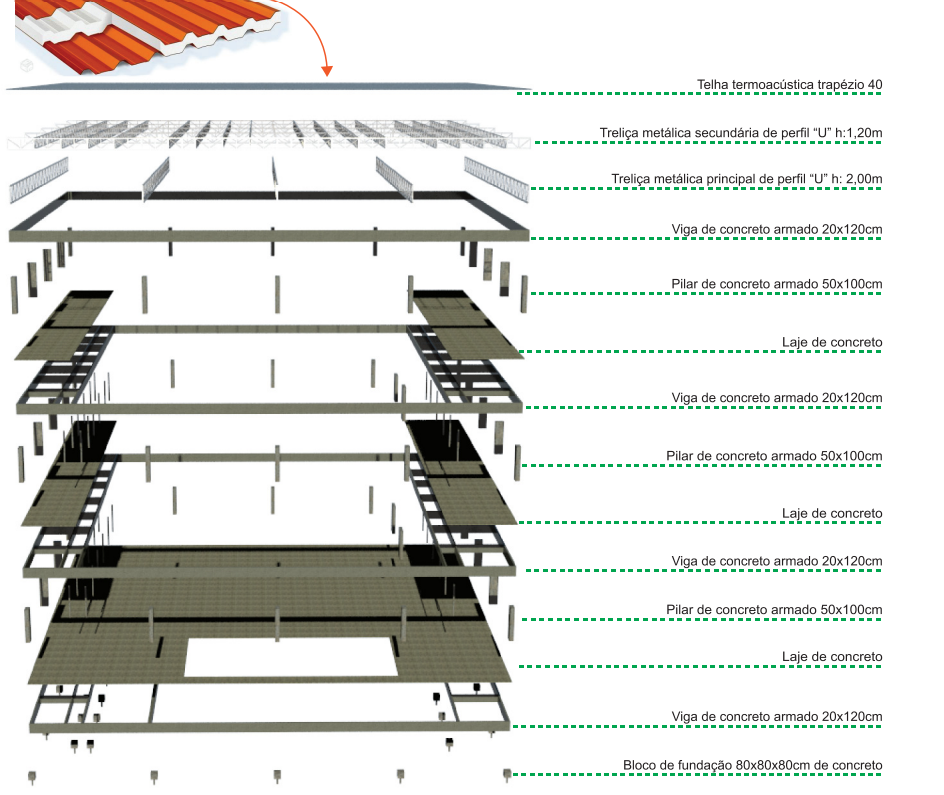 Telha termoacústica trapézio 40
Treliça metálica secundária de perfil “U” h:1,20m
Treliça metálica principal de perfil “U” h: 2,00m
Viga de concreto armado 20x120cm
Pilar de concreto armado 50x100cm
Laje de concreto
Viga de concreto armado 20x120cm
Pilar de concreto armado 50x100cm
Laje de concreto
Viga de concreto armado 20x120cm
Pilar de concreto armado 50x100cm
Laje de concreto
Viga de concreto armado 20x120cm
Bloco de fundação 80x80x80cm de concreto